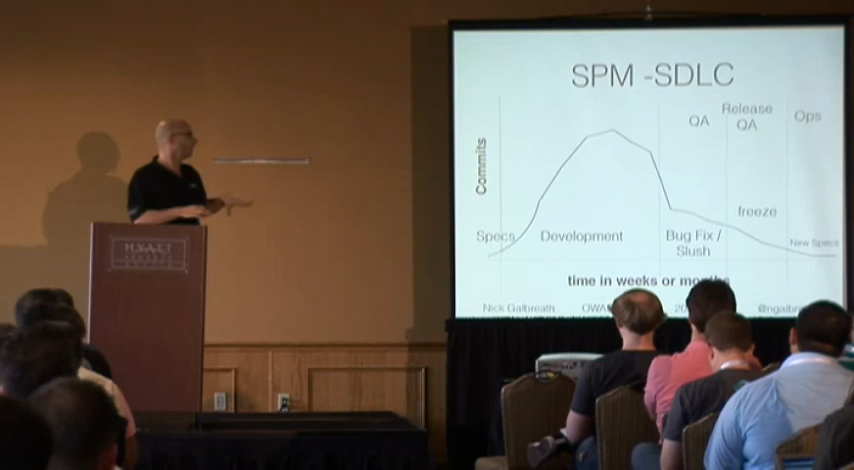 HYATT
SPM -SDLC
Commits
QA
Release
QA
Ops
freeze
Specs
Development
Bug Fix /
Slush
New Specs
time in weeks or months
Nick Galbreath